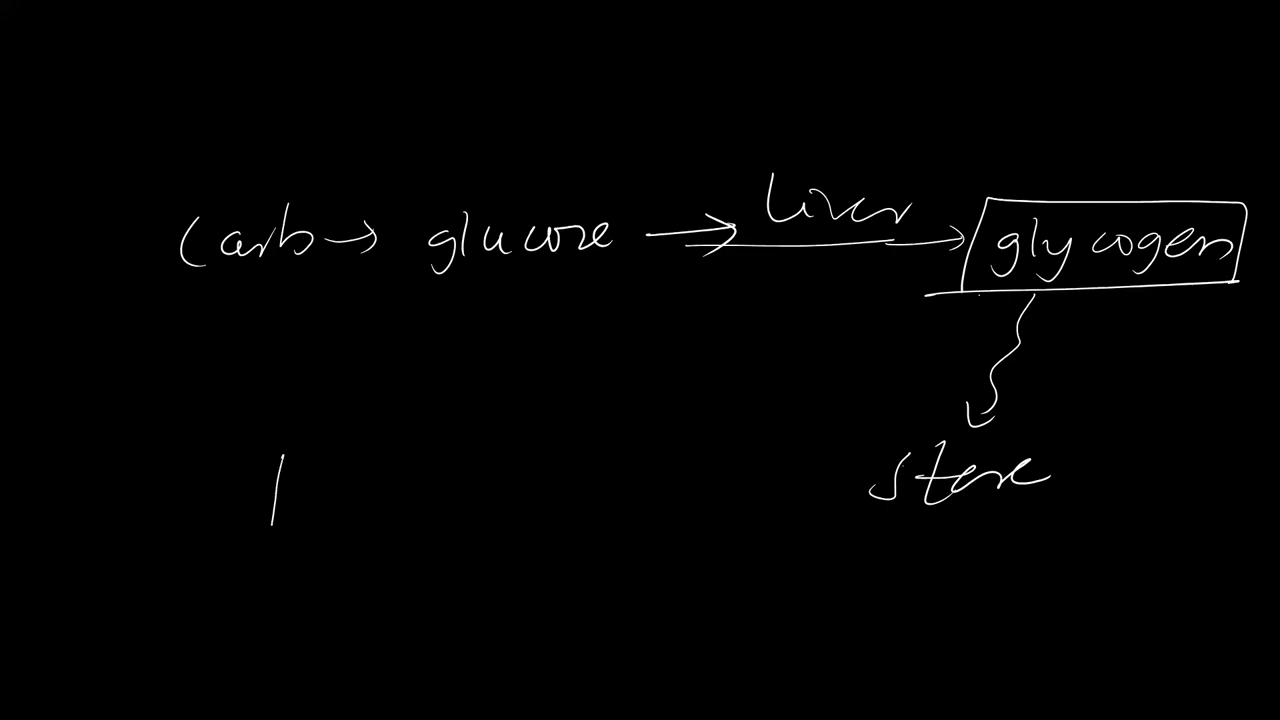 Carb → glucose → liver → glycogen
store